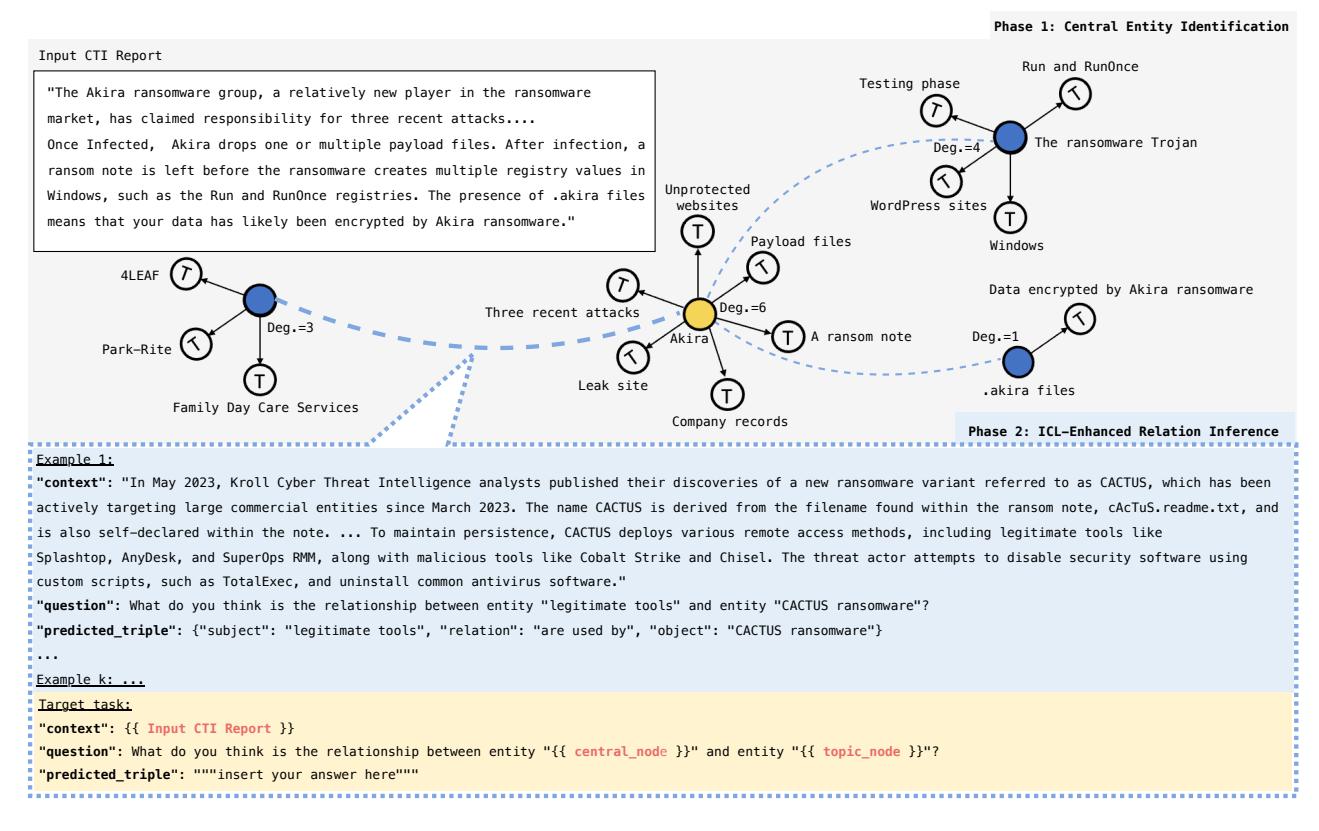 Phase 1: Central Entity Identification
Input CTI Report
"The Akira ransomware group, a relatively new player in the ransomware
market, has claimed responsibility for three recent attacks....
Once Infected,  Akira drops one or multiple payload files. After infection, a
ransom note is left before the ransomware creates multiple registry values in
Windows, such as the Run and RunOnce registries. The presence of .akira files
means that your data has likely been encrypted by Akira ransomware."
Run and RunOnce
T
Testing phase
T
Deg.=4
The ransomware Trojan
T
WordPress sites
T
Windows
Unprotected
websites
T
Payload files
T
4LEAF
T
Deg.=3
T
Park-Rite
T
Family Day Care Services
T
Three recent attacks
Deg.=6
Akira
T
A ransom note
T
Leak site
T
Company records
Data encrypted by Akira ransomware
T
Deg.=1
.akira files
Phase 2: ICL-Enhanced Relation Inference
Example 1:
"context": "In May 2023, Kroll Cyber Threat Intelligence analysts published their discoveries of a new ransomware variant referred to as CACTUS, which has been
actively targeting large commercial entities since March 2023. The name CACTUS is derived from the filename found within the ransom note, cAcTuS.readme.txt, and
is also self-declared within the note. ... To maintain persistence, CACTUS deploys various remote access methods, including legitimate tools like
Splashtop, AnyDesk, and SuperOps RMM, along with malicious tools like Cobalt Strike and Chisel. The threat actor attempts to disable security software using
custom scripts, such as TotalExec, and uninstall common antivirus software."
"question": What do you think is the relationship between entity "legitimate tools" and entity "CACTUS ransomware"?
"predicted_triple": {"subject": "legitimate tools", "relation": "are used by", "object": "CACTUS ransomware"}
...
Example k: ...
Target task:
"context": {{ Input CTI Report }}
"question": What do you think is the relationship between entity "{{ central_node }}" and entity "{{ topic_node }}"?
"predicted_triple": """insert your answer here"""